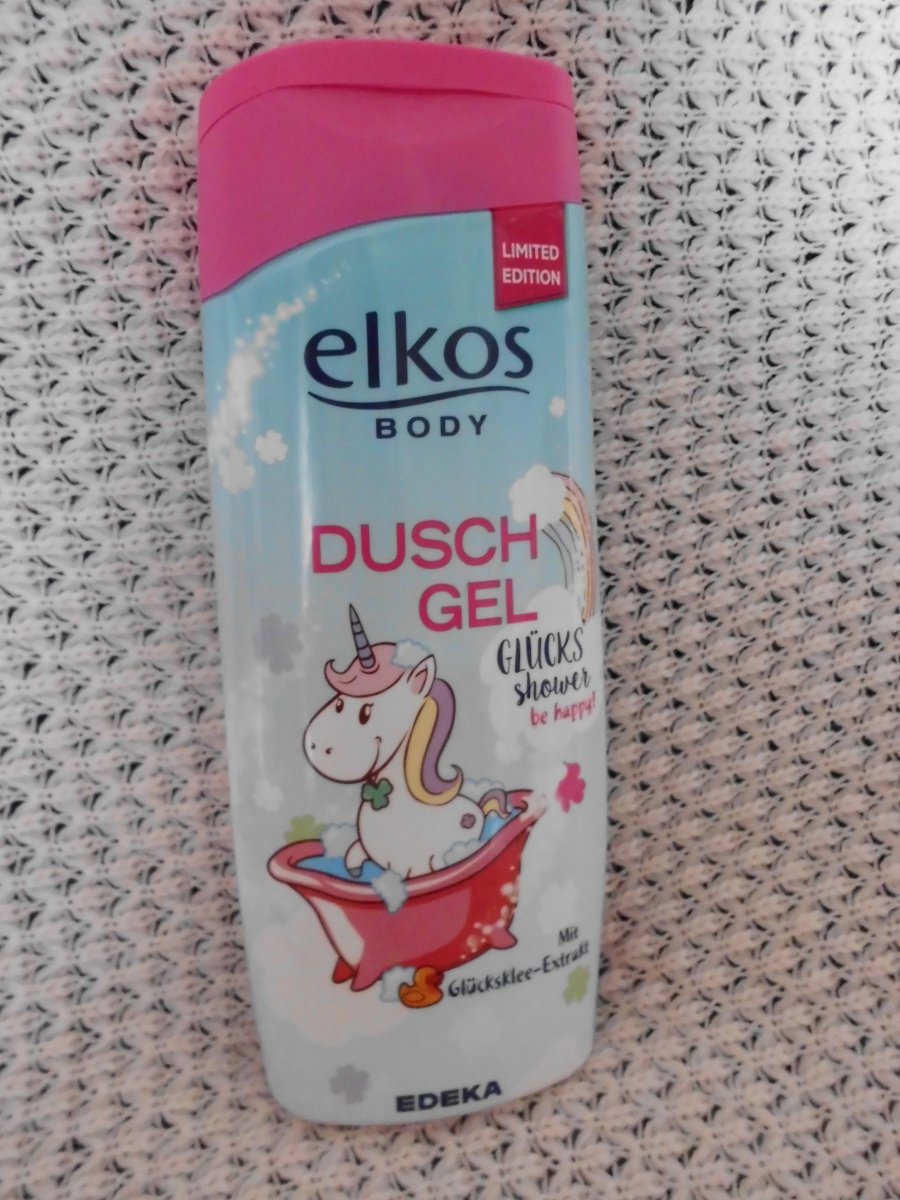 LIMITED
EDITION
elkos
BODY
DUSCH
GEL
GLÜCKS
shower
be happy!
Mit
Glücksklee-Extrakt
EDEKA